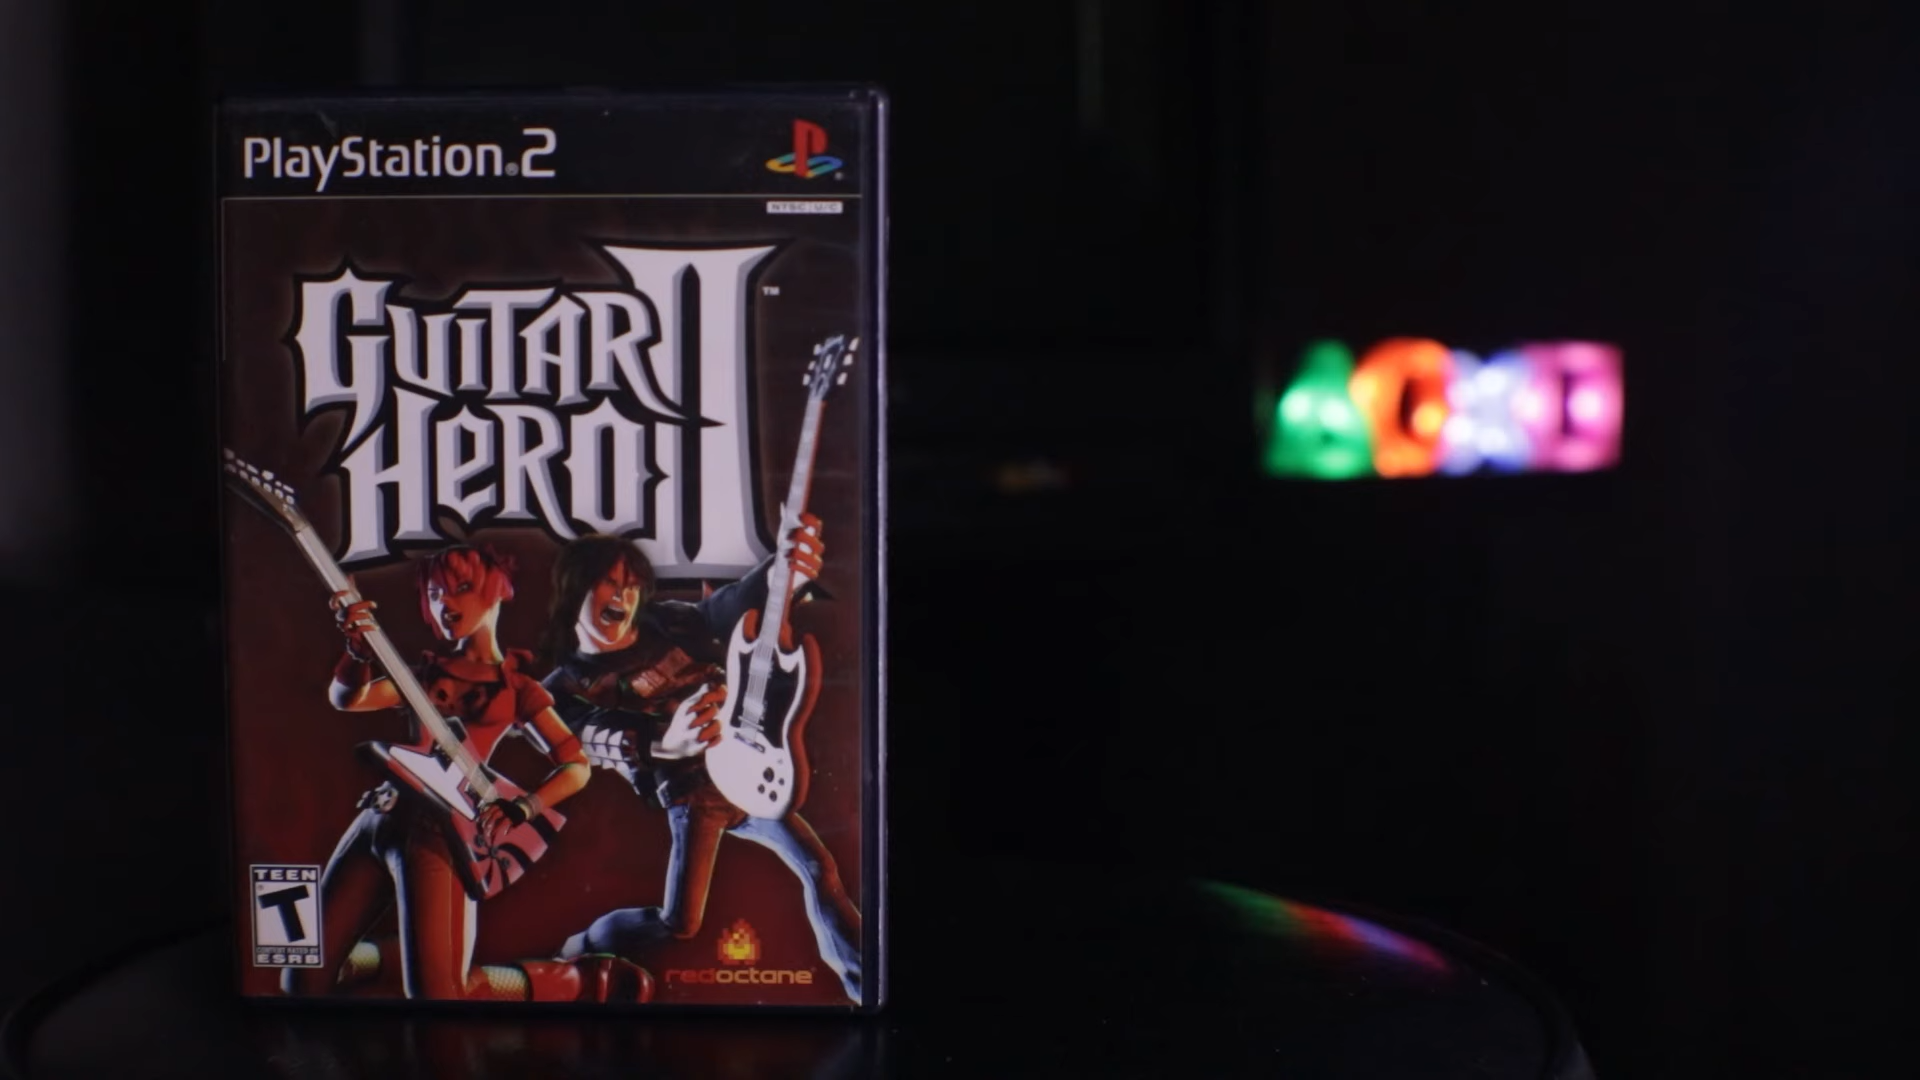 PlayStation®2
NTSC U/C
GUITAR
HERO II
™
TEEN
T
CONTENT RATED BY
ESRB
redoctane